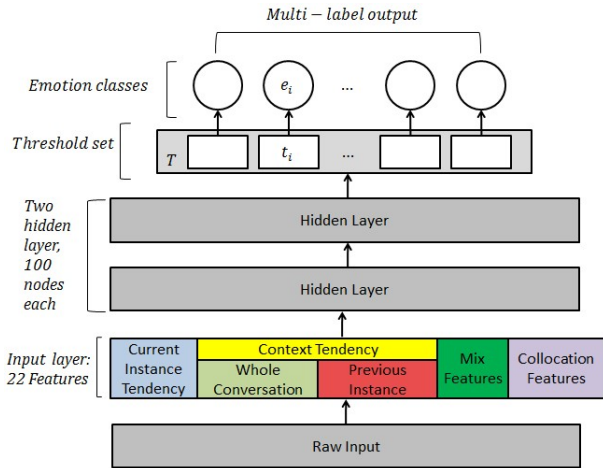 Multi – label output
Emotion classes
e_i
...
Threshold set
T
t_i
...
Two
hidden
layer,
100
nodes
each
Hidden Layer
Hidden Layer
Input layer:
22 Features
Current
Instance
Tendency
Context Tendency
Whole
Conversation
Previous
Instance
Mix
Features
Collocation
Features
Raw Input